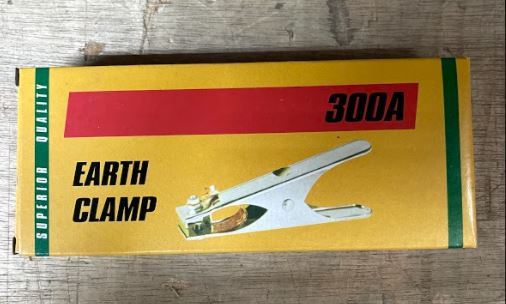 SUPERIOR QUALITY
300A
EARTH
CLAMP